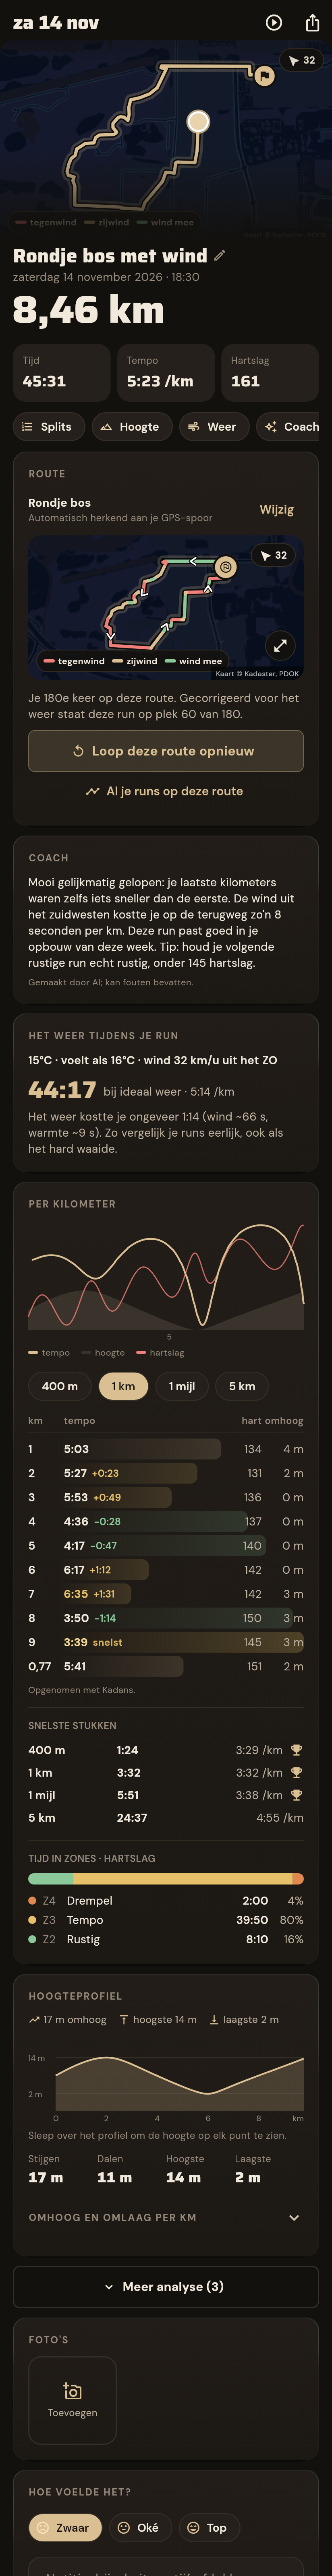 za 14 nov
32
tegenwind zijwind wind mee
Kaart © Kadaster, PDOK
Rondje bos met wind
zaterdag 14 november 2026 · 18:30
8,46 km
Tijd Tempo Hartslag
45:31 5:23 /km 161
Splits Hoogte Weer Coach
ROUTE
Rondje bos
Automatisch herkend aan je GPS-spoor
Wijzig
32
tegenwind zijwind wind mee
Kaart © Kadaster, PDOK
Je 180e keer op deze route. Gecorrigeerd voor het
weer staat deze run op plek 60 van 180.
Loop deze route opnieuw
Al je runs op deze route
COACH
Mooi gelijkmatig gelopen: je laatste kilometers
waren zelfs iets sneller dan de eerste. De wind uit
het zuidwesten kostte je op de terugweg zo'n 8
seconden per km. Deze run past goed in je
opbouw van deze week. Tip: houd je volgende
rustige run echt rustig, onder 145 hartslag.
Gemaakt door AI; kan fouten bevatten.
HET WEER TIJDENS JE RUN
15°C · voelt als 16°C · wind 32 km/u uit het ZO
44:17 bij ideaal weer · 5:14 /km
Het weer kostte je ongeveer 1:14 (wind ~66 s,
warmte ~9 s). Zo vergelijk je runs eerlijk, ook als
het hard waaide.
PER KILOMETER
5
tempo hoogte hartslag
400 m 1 km 1 mijl 5 km
km tempo hart omhoog
1 5:03 134 4 m
2 5:27 +0:23 131 2 m
3 5:53 +0:49 136 0 m
4 4:36 -0:28 137 0 m
5 4:17 -0:47 140 0 m
6 6:17 +1:12 142 0 m
7 6:35 +1:31 142 3 m
8 3:50 -1:14 150 3 m
9 3:39 snelst 145 3 m
0,77 5:41 151 2 m
Opgenomen met Kadans.
SNELSTE STUKKEN
400 m 1:24 3:29 /km
1 km 3:32 3:32 /km
1 mijl 5:51 3:38 /km
5 km 24:37 4:55 /km
TIJD IN ZONES · HARTSLAG
Z4 Drempel 2:00 4%
Z3 Tempo 39:50 80%
Z2 Rustig 8:10 16%
HOOGTEPROFIEL
17 m omhoog hoogste 14 m laagste 2 m
14 m
2 m
0 2 4 6 8 km
Sleep over het profiel om de hoogte op elk punt te zien.
Stijgen Dalen Hoogste Laagste
17 m 11 m 14 m 2 m
OMHOOG EN OMLAAG PER KM
Meer analyse (3)
FOTO'S
Toevoegen
HOE VOELDE HET?
Zwaar Oké Top